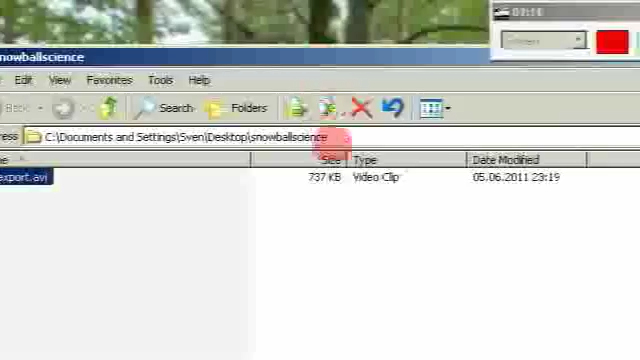 nowballscience
Edit View Favorites Tools Help
Back Search Folders
ress C:\Documents and Settings\Sven\Desktop\snowballscience
Size Type Date Modified
export.avi 737 KB Video Clip 05.06.2011 23:19